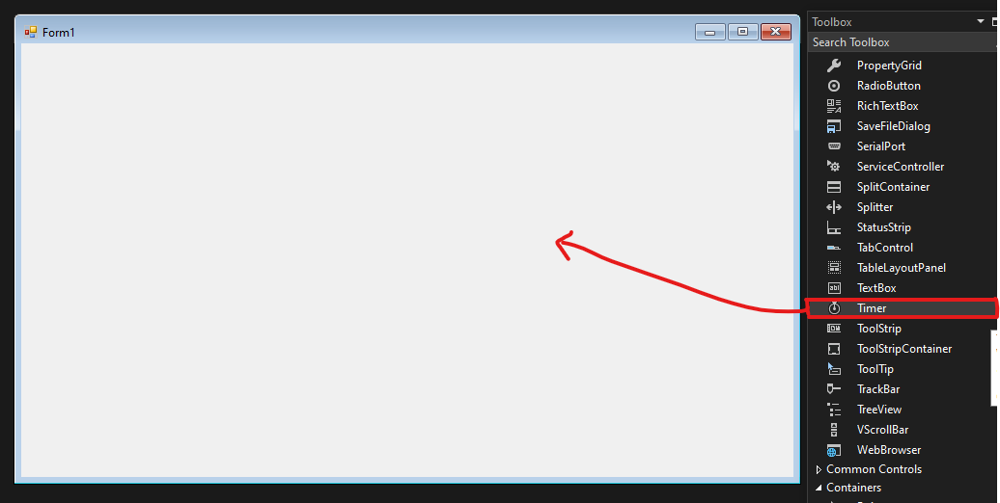 Form1
Toolbox
Search Toolbox
PropertyGrid
RadioButton
RichTextBox
SaveFileDialog
SerialPort
ServiceController
SplitContainer
Splitter
StatusStrip
TabControl
TableLayoutPanel
TextBox
Timer
ToolStrip
ToolStripContainer
ToolTip
TrackBar
TreeView
VScrollBar
WebBrowser
Common Controls
Containers